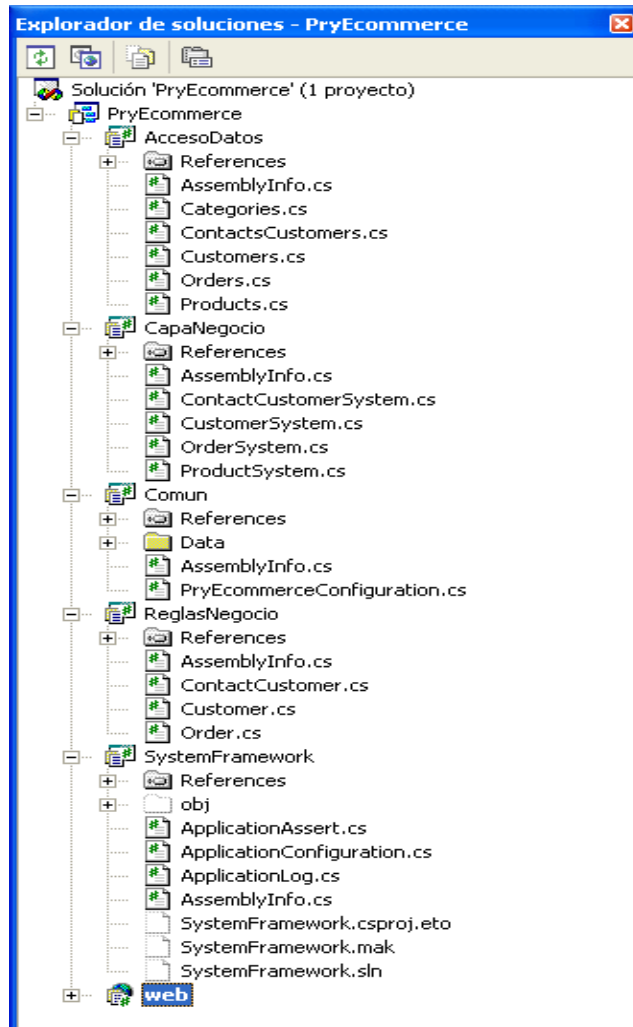 Explorador de soluciones - PryEcommerce
Solución 'PryEcommerce' (1 proyecto)
PryEcommerce
AccesoDatos
References
AssemblyInfo.cs
Categories.cs
ContactsCustomers.cs
Customers.cs
Orders.cs
Products.cs
CapaNegocio
References
AssemblyInfo.cs
ContactCustomerSystem.cs
CustomerSystem.cs
OrderSystem.cs
ProductSystem.cs
Comun
References
Data
AssemblyInfo.cs
PryEcommerceConfiguration.cs
ReglasNegocio
References
AssemblyInfo.cs
ContactCustomer.cs
Customer.cs
Order.cs
SystemFramework
References
obj
ApplicationAssert.cs
ApplicationConfiguration.cs
ApplicationLog.cs
AssemblyInfo.cs
SystemFramework.csproj.eto
SystemFramework.mak
SystemFramework.sln
web